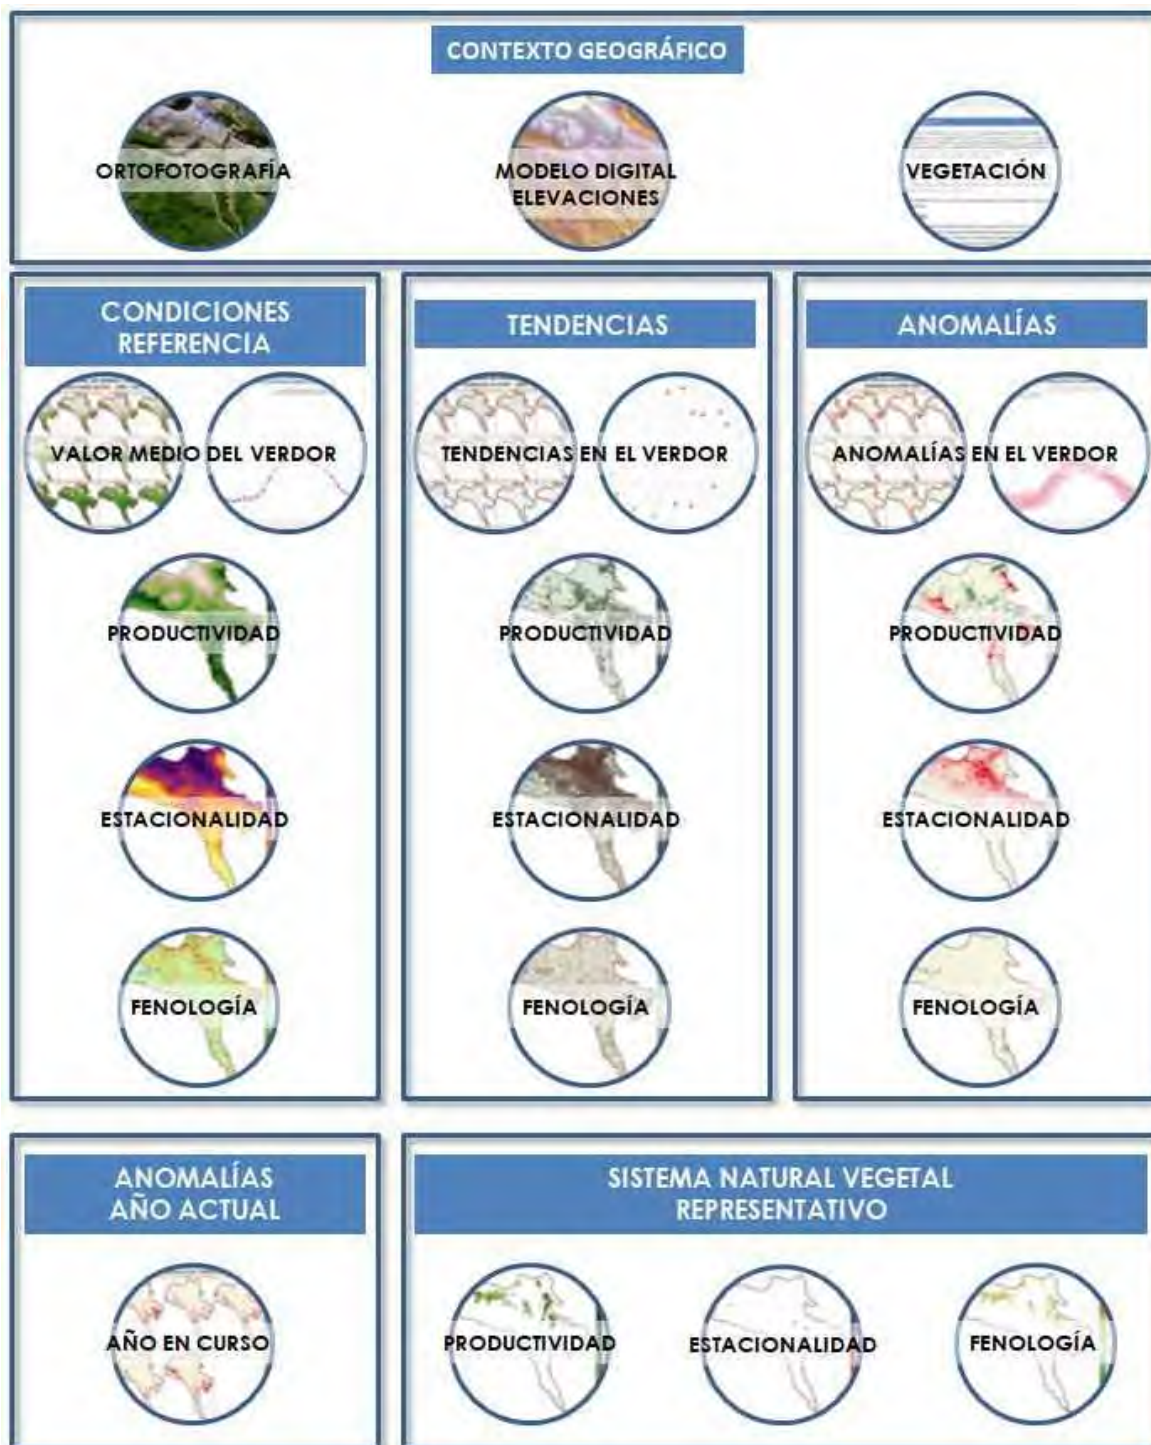 CONTEXTO GEOGRÁFICO
ORTOFOTOGRAFÍA
MODELO DIGITAL
ELEVACIONES
VEGETACIÓN
CONDICIONES
REFERENCIA
VALOR MEDIO DEL VERDOR
PRODUCTIVIDAD
ESTACIONALIDAD
FENOLOGÍA
TENDENCIAS
TENDENCIAS EN EL VERDOR
PRODUCTIVIDAD
ESTACIONALIDAD
FENOLOGÍA
ANOMALÍAS
ANOMALÍAS EN EL VERDOR
PRODUCTIVIDAD
ESTACIONALIDAD
FENOLOGÍA
ANOMALÍAS
AÑO ACTUAL
AÑO EN CURSO
SISTEMA NATURAL VEGETAL
REPRESENTATIVO
PRODUCTIVIDAD
ESTACIONALIDAD
FENOLOGÍA